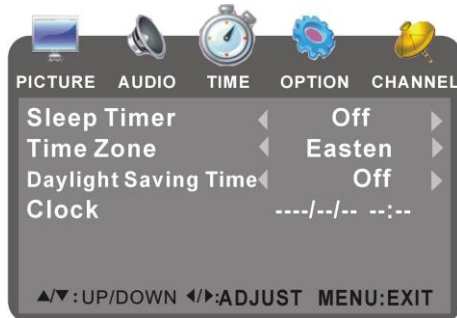 PICTURE AUDIO TIME OPTION CHANNEL
Sleep Timer ◀ Off ▶
Time Zone ◀ Easten ▶
Daylight Saving Time ◀ Off ▶
Clock ----/--/-- --:--
▲/▼:UP/DOWN ◀/▶:ADJUST MENU:EXIT